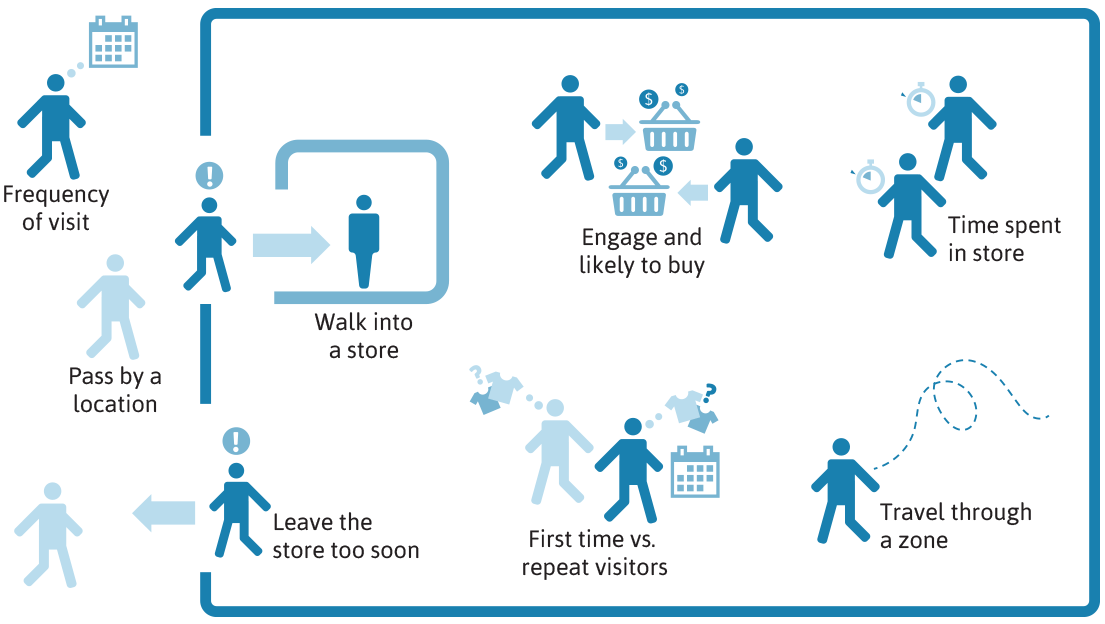 Frequency
of visit
Pass by a
location
Walk into
a store
Leave the
store too soon
$
$
$
$
Engage and
likely to buy
Time spent
in store
?
?
First time vs.
repeat visitors
Travel through
a zone
!
!